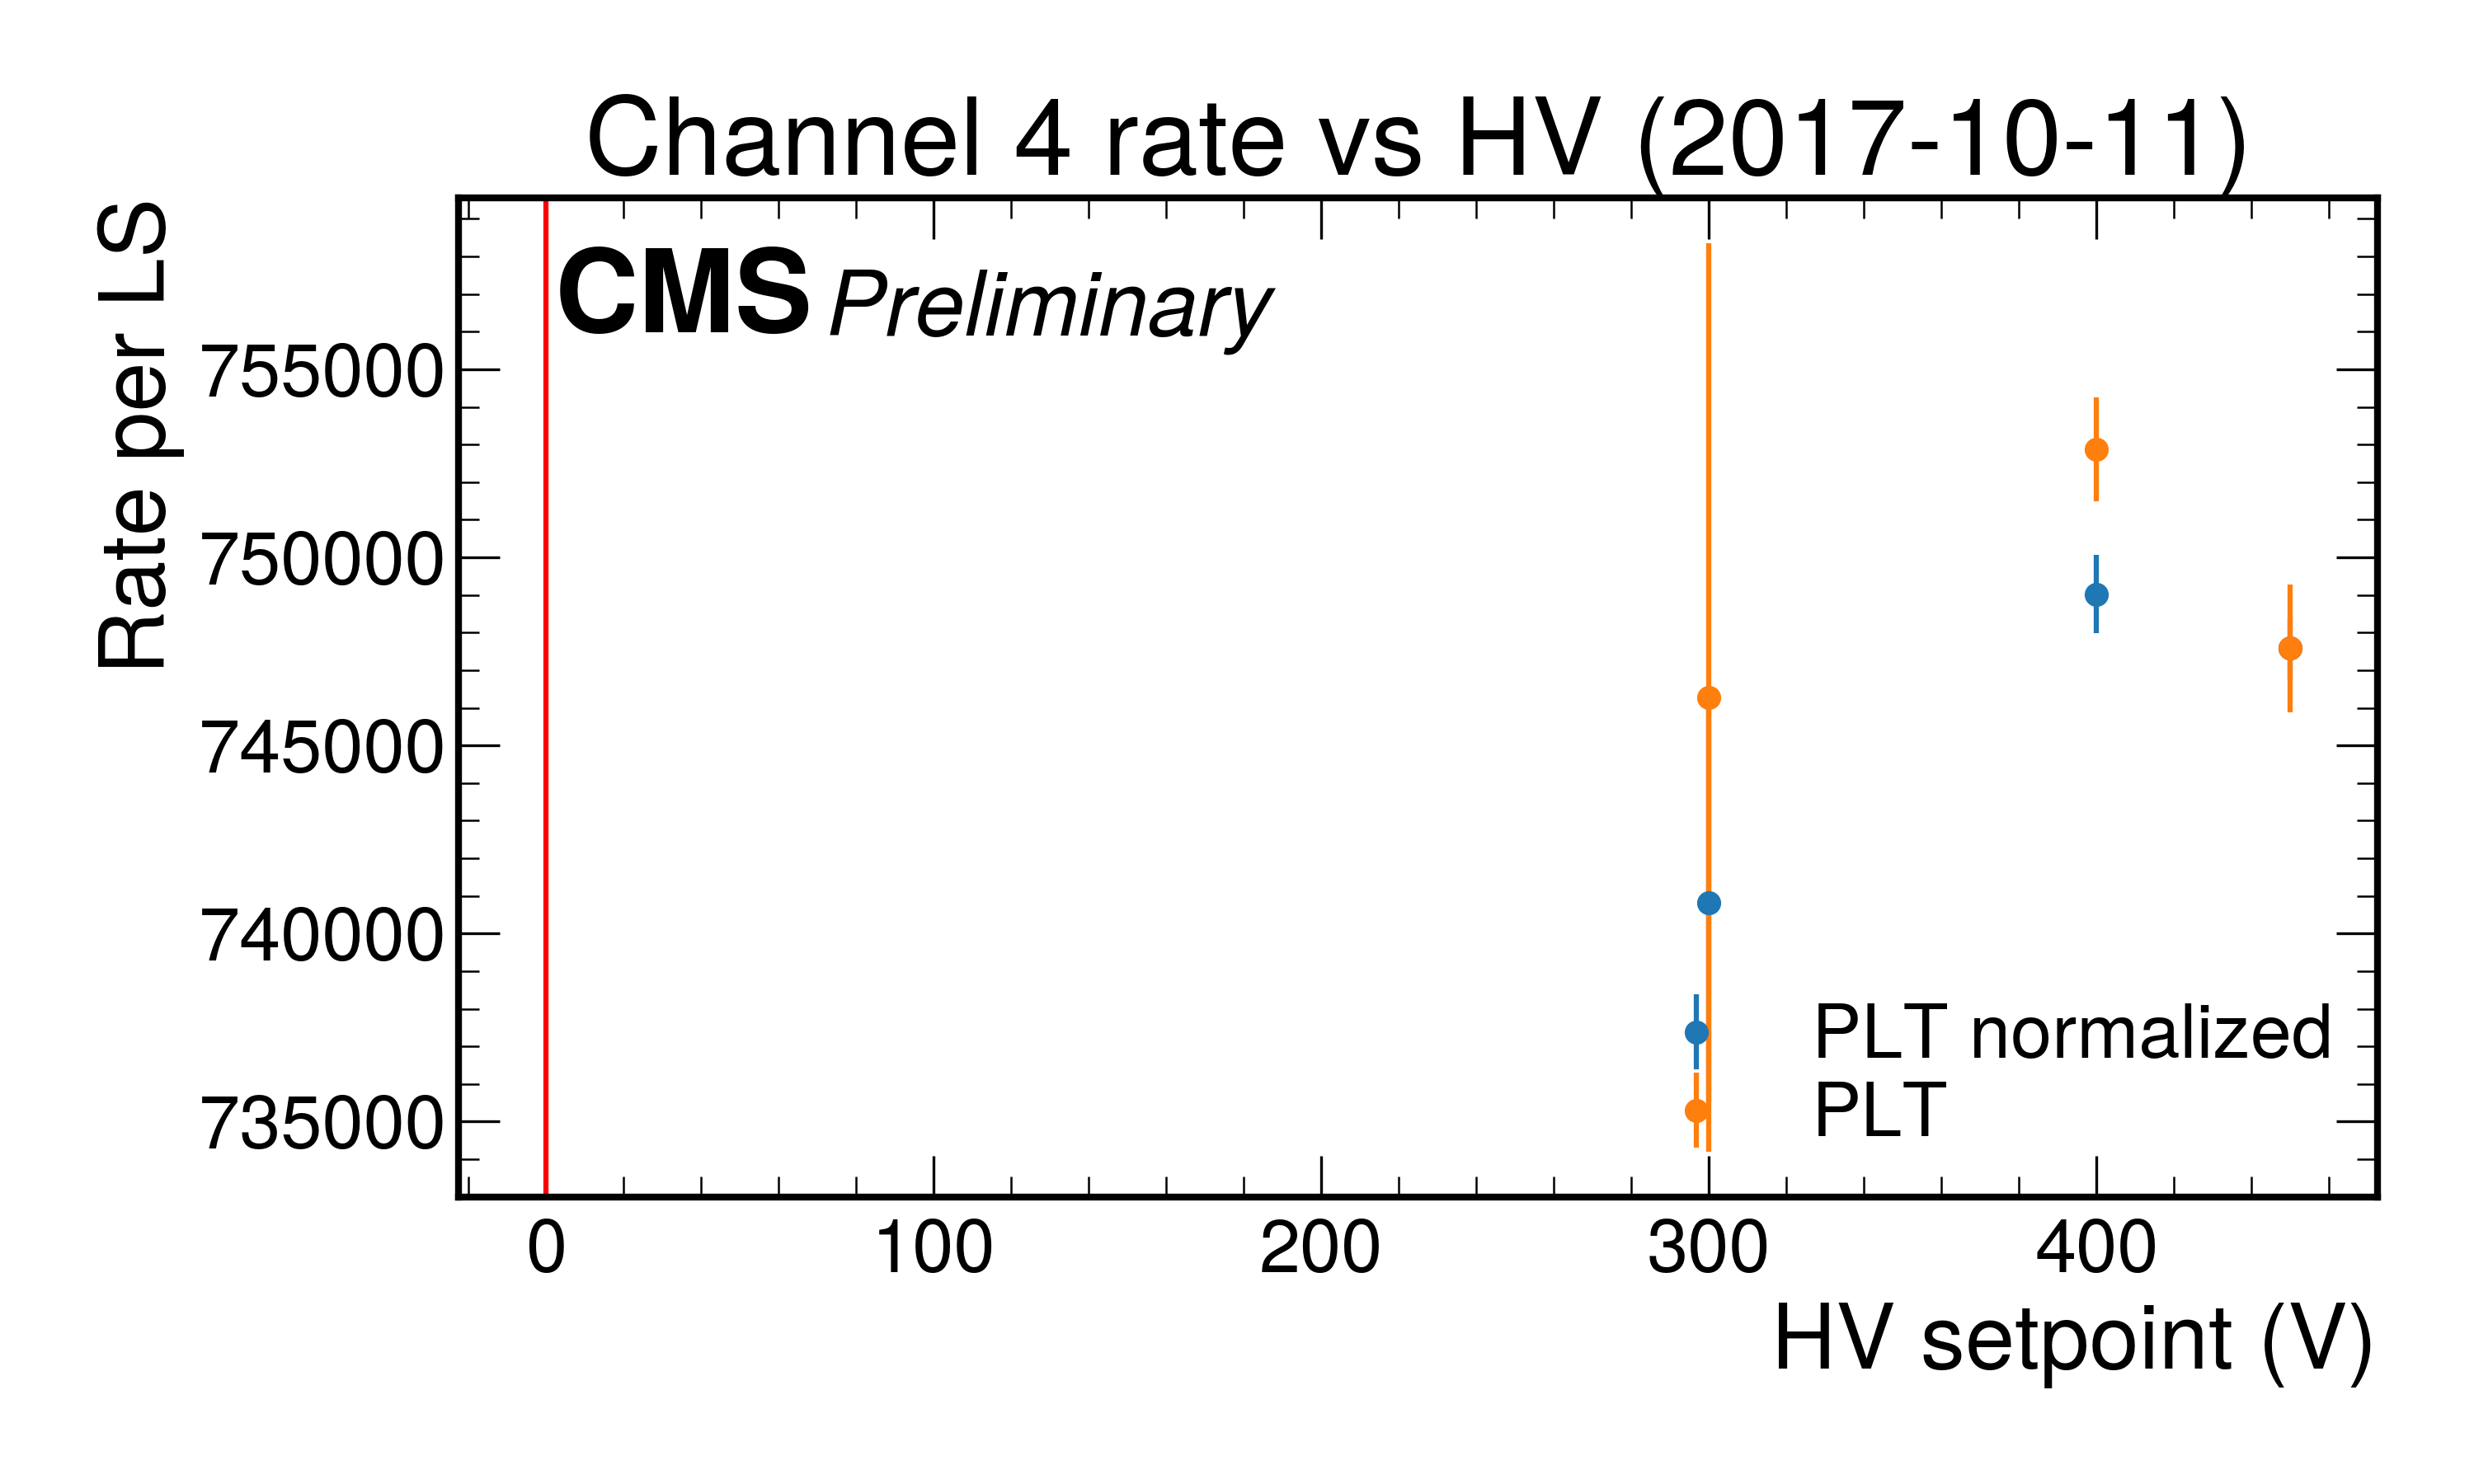 Channel 4 rate vs HV (2017-10-11)
CMS Preliminary
Rate per LS
755000
750000
745000
740000
735000
PLT normalized
PLT
0 100 200 300 400
HV setpoint (V)